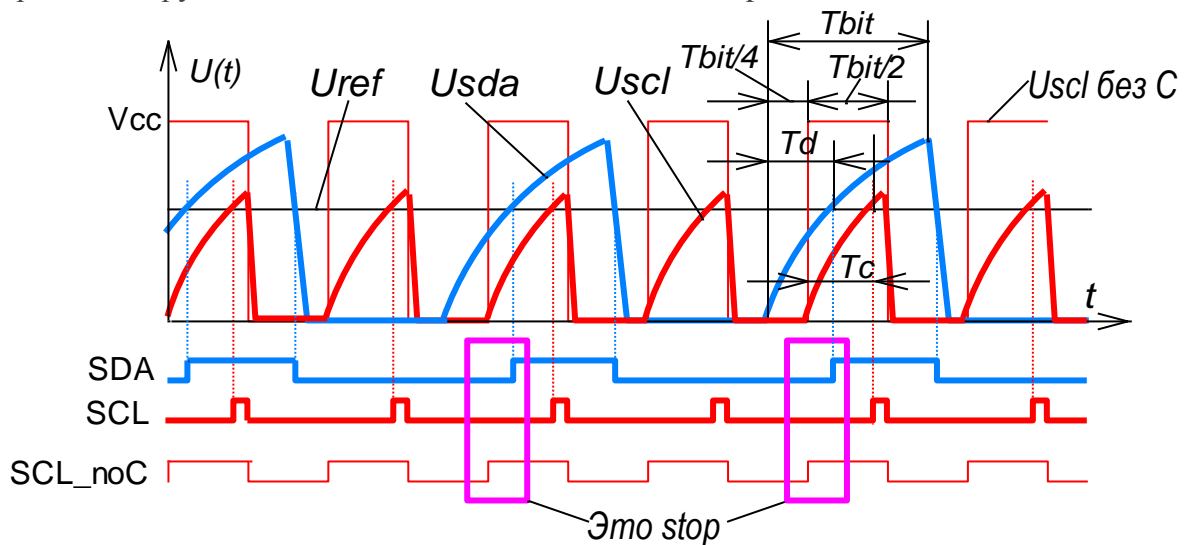 Tbit
U(t)
Tbit/4
Tbit/2
Uref
Usda
Uscl
Uscl без C
Vcc
Td
Tc
t
SDA
SCL
SCL_noC
Это stop